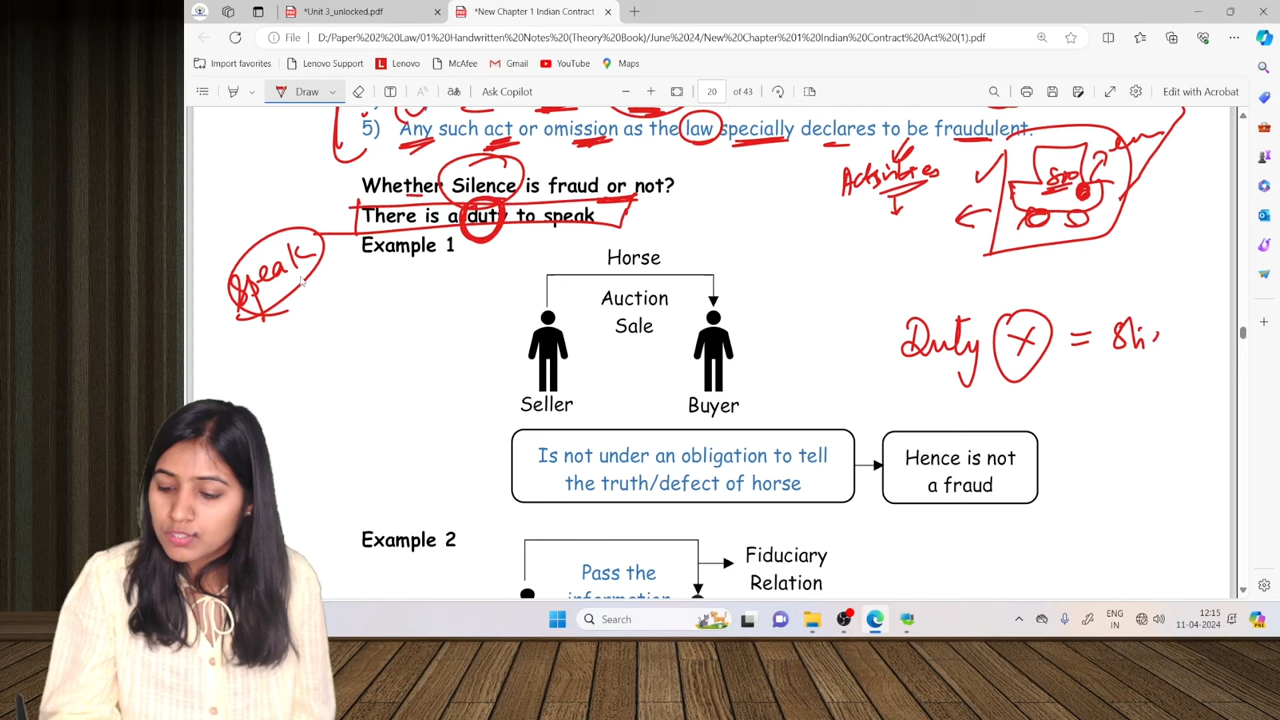 *Unit 3_unlocked.pdf
*New Chapter 1 Indian Contract
File
D:/Paper%202%20Law/01%20Handwritten%20Notes%20(Theory%20Book)/June%2024/New%20Chapter%201%20Indian%20Contract%20Act%20(1).pdf
Import favorites
Lenovo Support
Lenovo
McAfee
Gmail
YouTube
Maps
Draw
Ask Copilot
20 of 43
Edit with Acrobat
5) Any such act or omission as the law specially declares to be fraudulent.
Whether Silence is fraud or not?
There is a duty to speak
Speak
Example 1
Horse
Auction
Sale
Duty X =
Seller
Buyer
Is not under an obligation to tell
the truth/defect of horse
Hence is not
a fraud
Example 2
Pass the
information
Fiduciary
Relation
Search
ENG
IN
12:15
11-04-2024